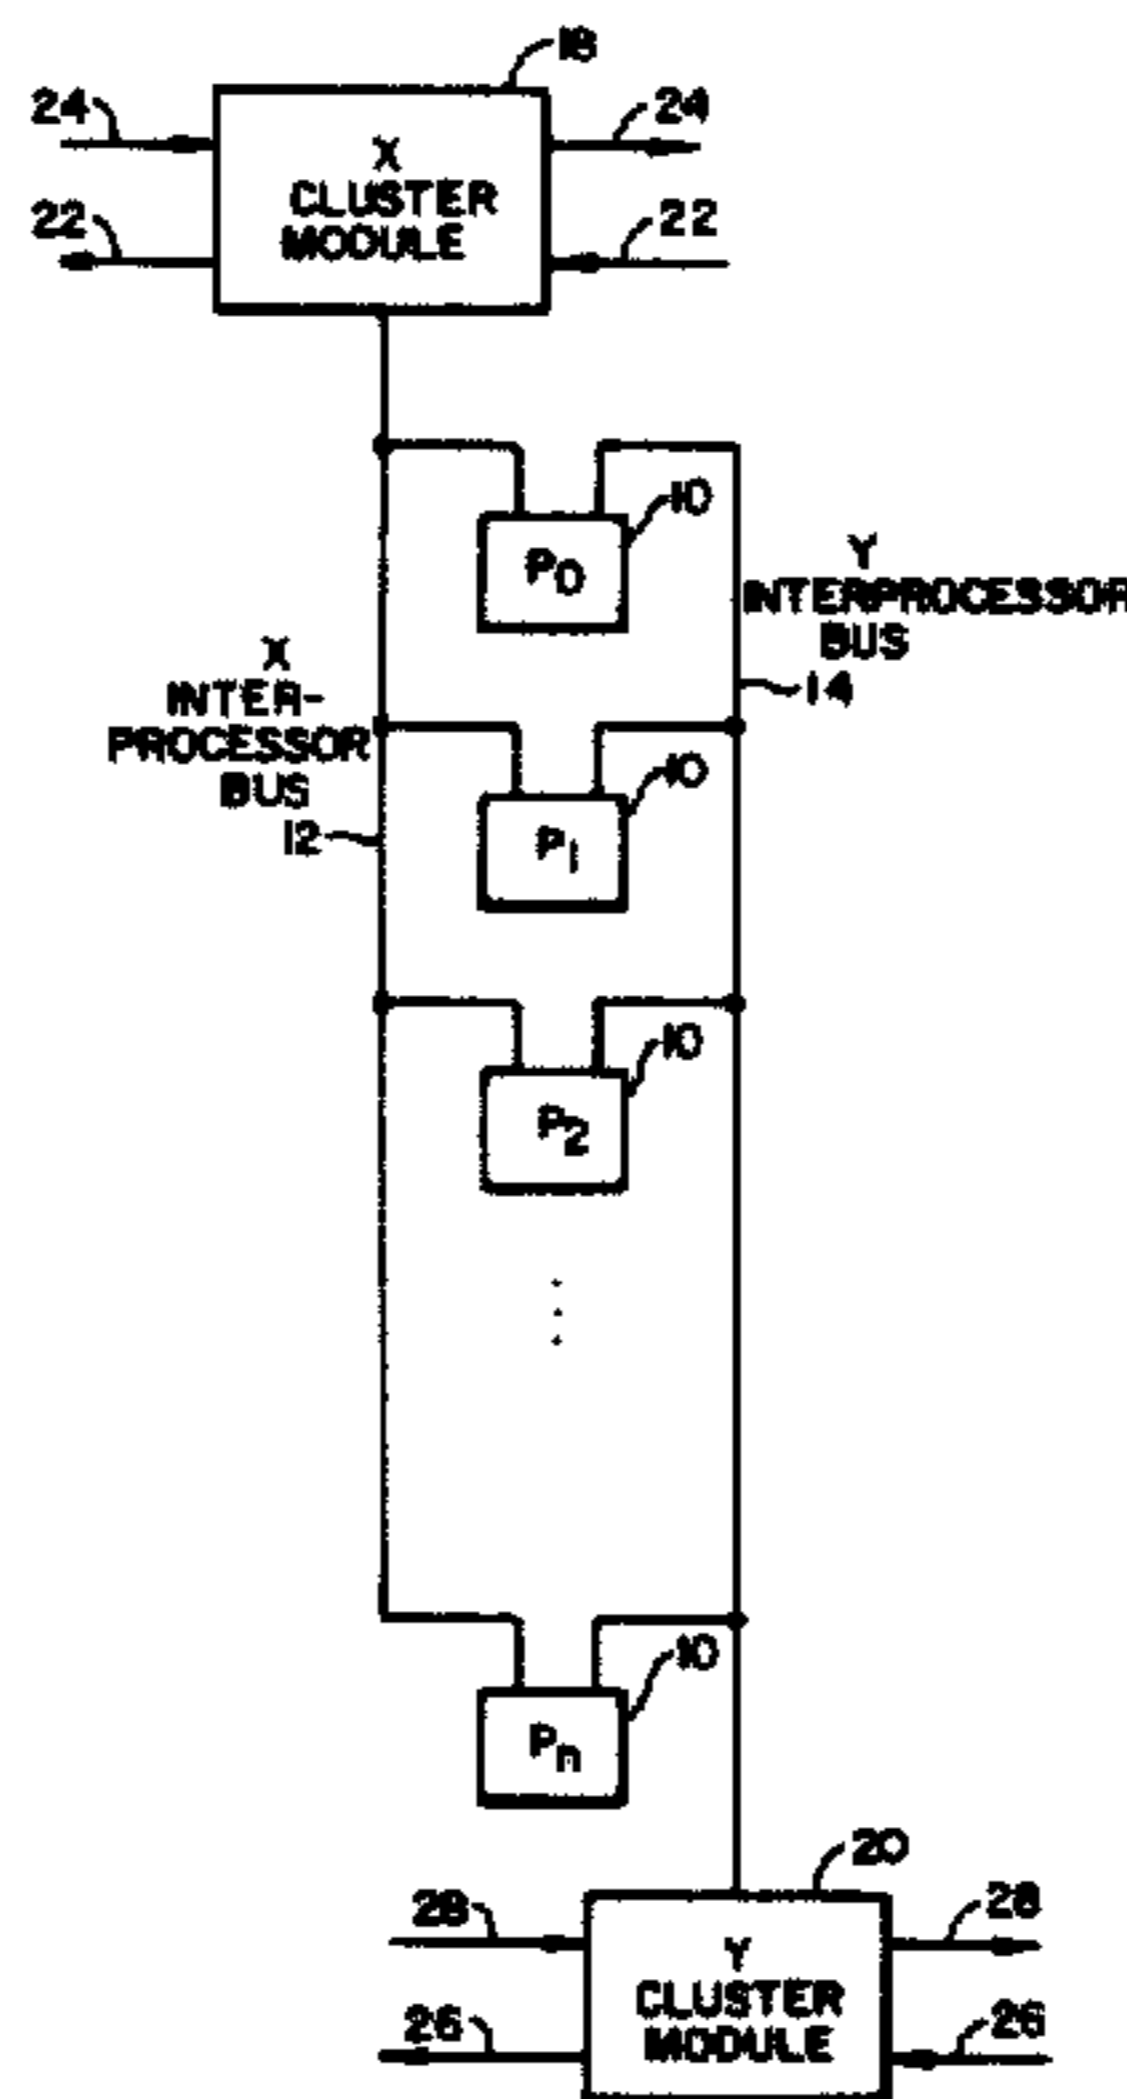 18
24
24
X
CLUSTER
MODULE
22
22
10
P0
Y
INTERPROCESSOR
BUS
14
X
INTER-
PROCESSOR
BUS
12
10
P1
10
P2
10
Pn
20
28
28
Y
CLUSTER
MODULE
26
26